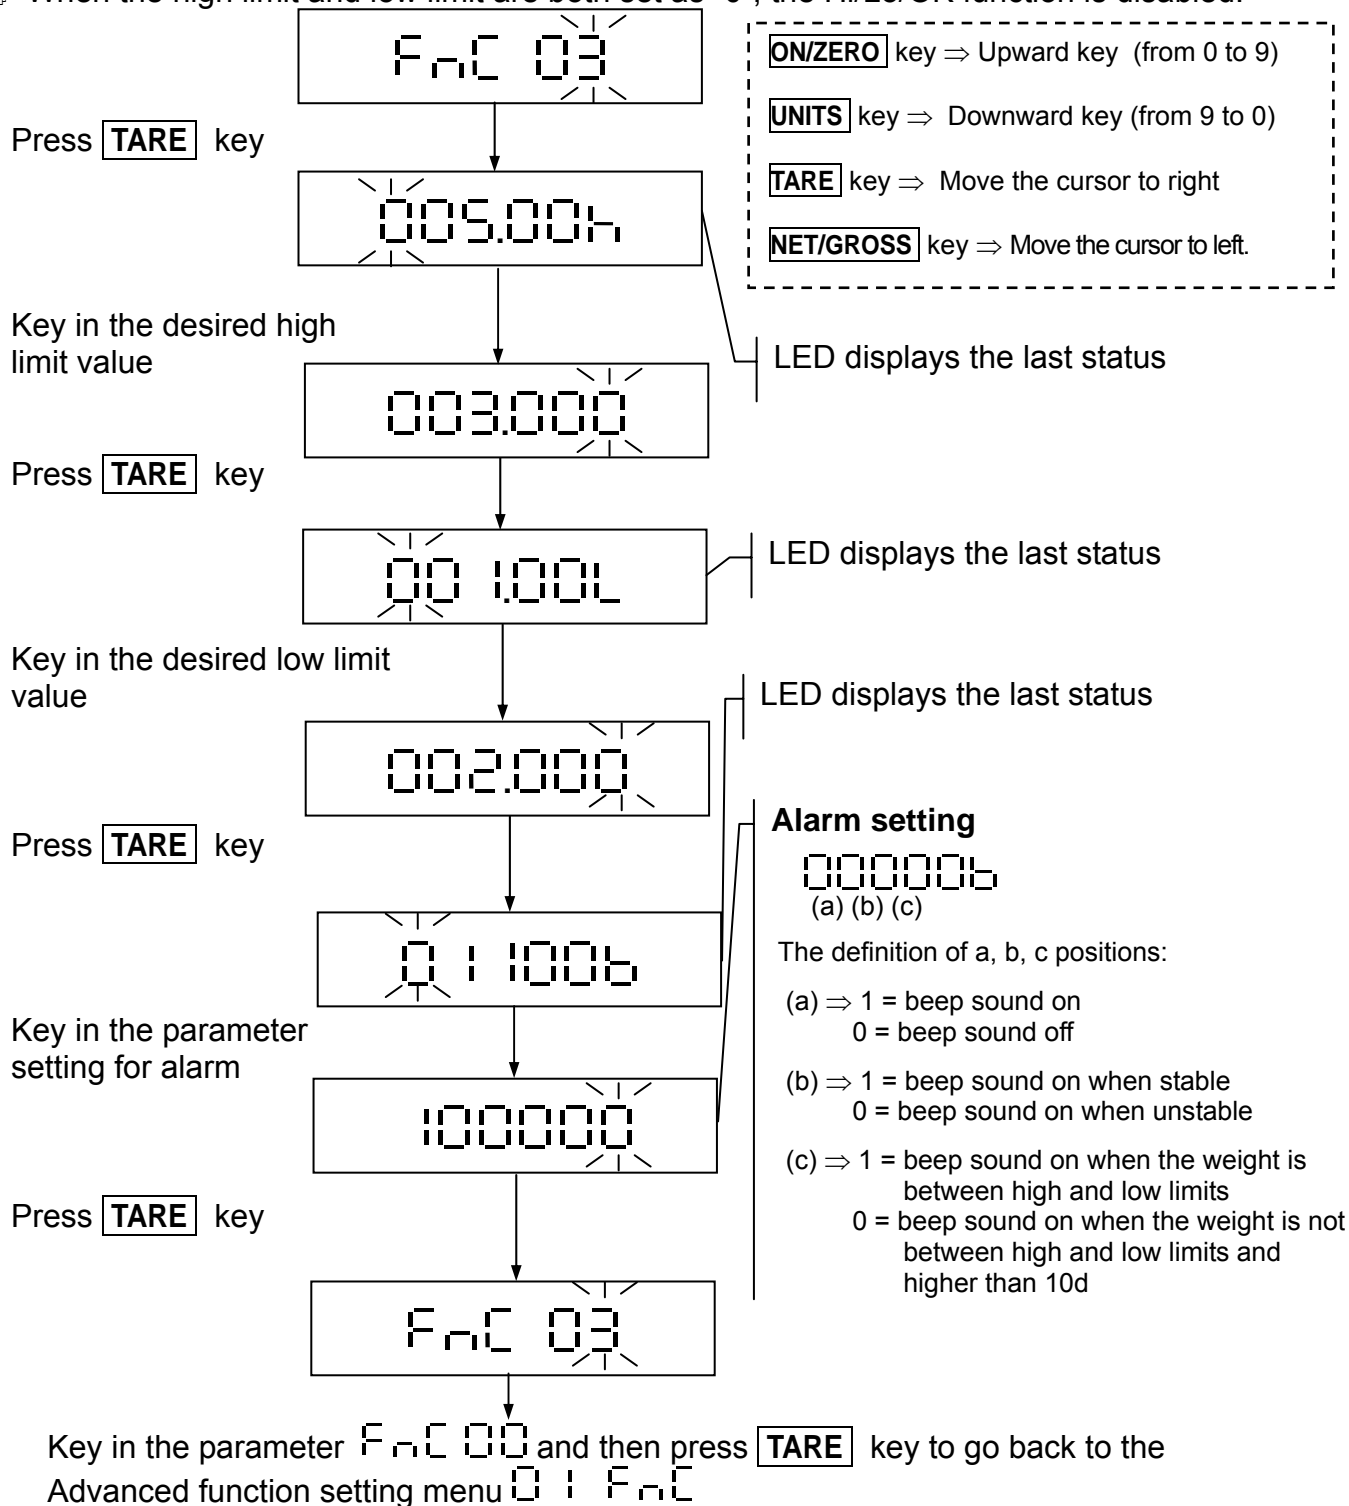 When the high limit and low limit are both set as "0", the Hi/Lo/OK function is disabled.
FnC 03
ON/ZERO key ⇒ Upward key (from 0 to 9)
UNITS key ⇒ Downward key (from 9 to 0)
TARE key ⇒ Move the cursor to right
NET/GROSS key ⇒ Move the cursor to left.
Press TARE key
005.00h
LED displays the last status
Key in the desired high
limit value
003.000
Press TARE key
001.00L
LED displays the last status
Key in the desired low limit
value
LED displays the last status
002.000
Press TARE key
01100b
Alarm setting
00000b
(a) (b) (c)
The definition of a, b, c positions:
(a) ⇒ 1 = beep sound on
0 = beep sound off
(b) ⇒ 1 = beep sound on when stable
0 = beep sound on when unstable
(c) ⇒ 1 = beep sound on when the weight is
between high and low limits
0 = beep sound on when the weight is not
between high and low limits and
higher than 10d
Key in the parameter
setting for alarm
100000
Press TARE key
FnC 03
Key in the parameter FnC 00 and then press TARE key to go back to the
Advanced function setting menu 01 FnC